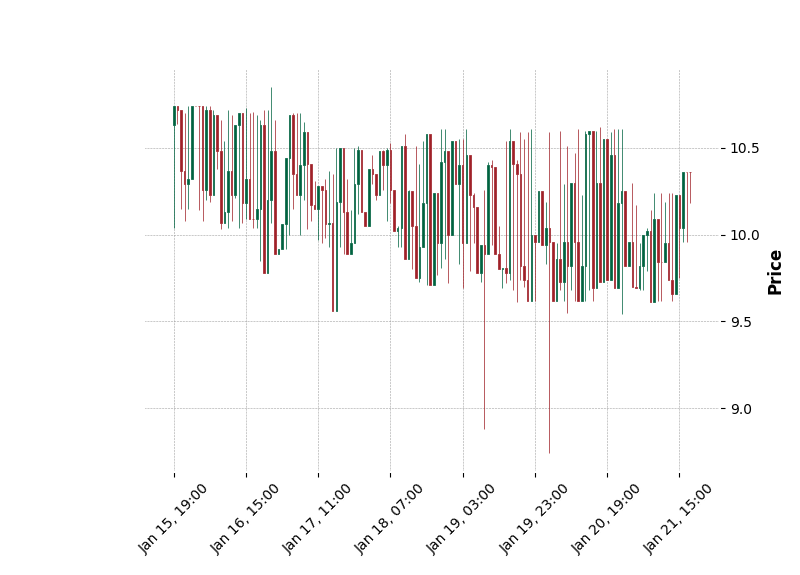 10.5
10.0
9.5
9.0
Price
Jan 15, 19:00
Jan 16, 15:00
Jan 17, 11:00
Jan 18, 07:00
Jan 19, 03:00
Jan 19, 23:00
Jan 20, 19:00
Jan 21, 15:00